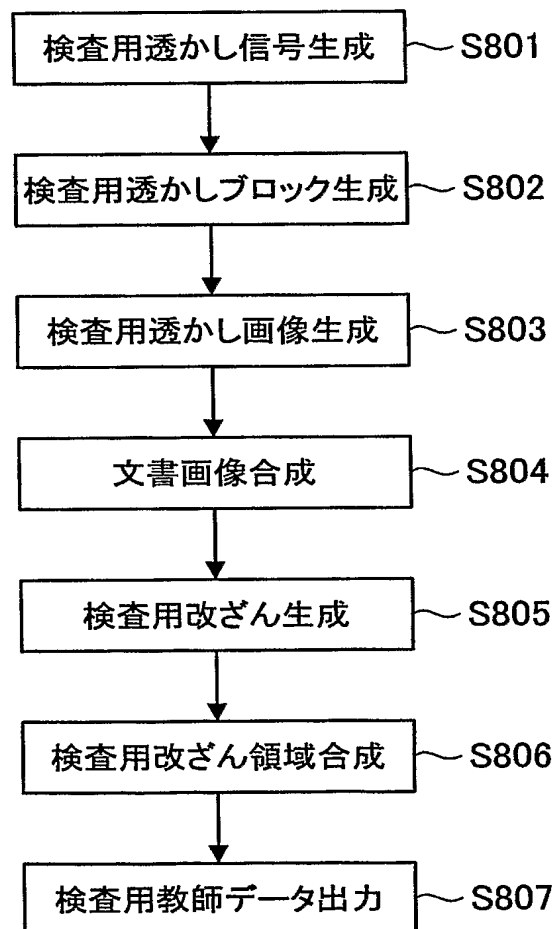 検査用透かし信号生成 S801
検査用透かしブロック生成 S802
検査用透かし画像生成 S803
文書画像合成 S804
検査用改ざん生成 S805
検査用改ざん領域合成 S806
検査用教師データ出力 S807